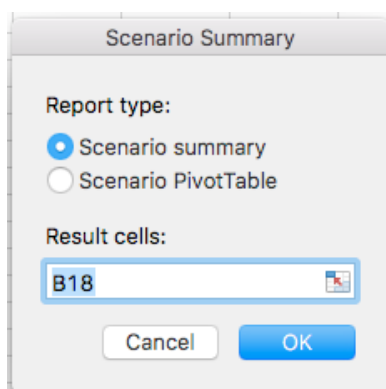 Scenario Summary
Report type:
Scenario summary
Scenario PivotTable
Result cells:
B18
Cancel OK